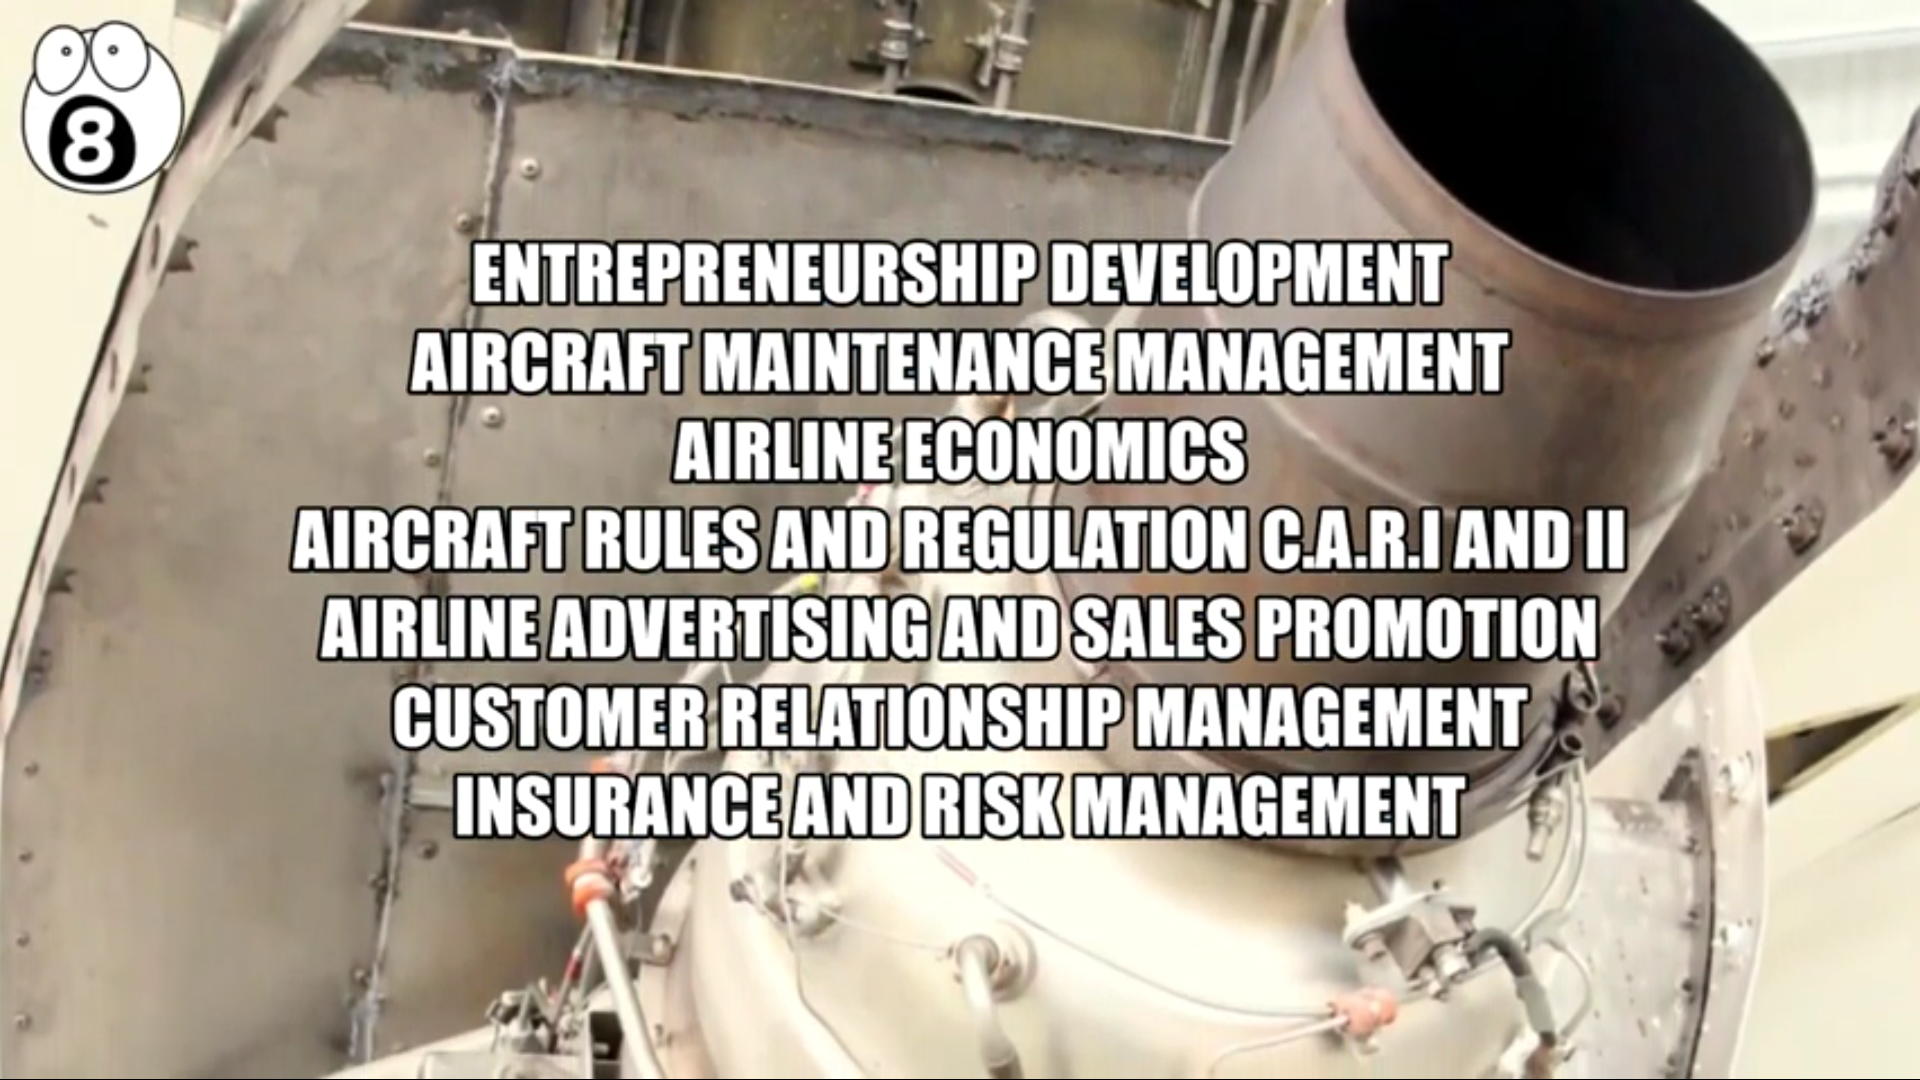 8
ENTREPRENEURSHIP DEVELOPMENT
AIRCRAFT MAINTENANCE MANAGEMENT
AIRLINE ECONOMICS
AIRCRAFT RULES AND REGULATION C.A.R.I AND II
AIRLINE ADVERTISING AND SALES PROMOTION
CUSTOMER RELATIONSHIP MANAGEMENT
INSURANCE AND RISK MANAGEMENT